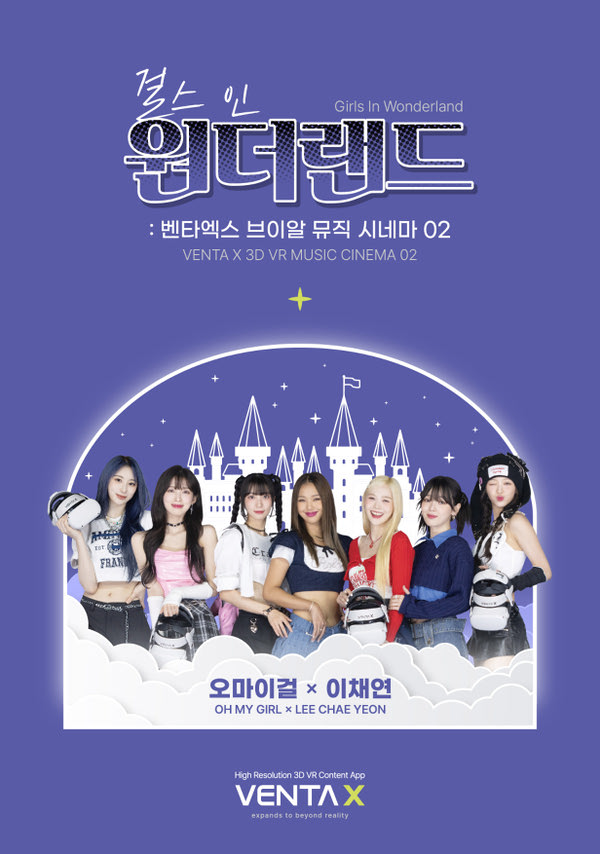 걸스 인
Girls In Wonderland
원더랜드
: 벤타엑스 브이알 뮤직 시네마 02
VENTA X 3D VR MUSIC CINEMA 02
오마이걸 × 이채연
OH MY GIRL × LEE CHAE YEON
High Resolution 3D VR Content App
VENTA X
expands to beyond reality